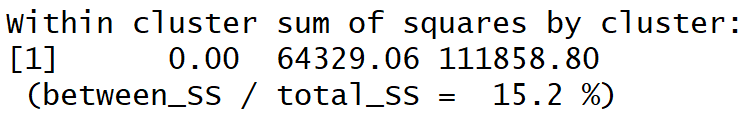 Within cluster sum of squares by cluster:
[1]      0.00  64329.06 111858.80
 (between_SS / total_SS =  15.2 %)